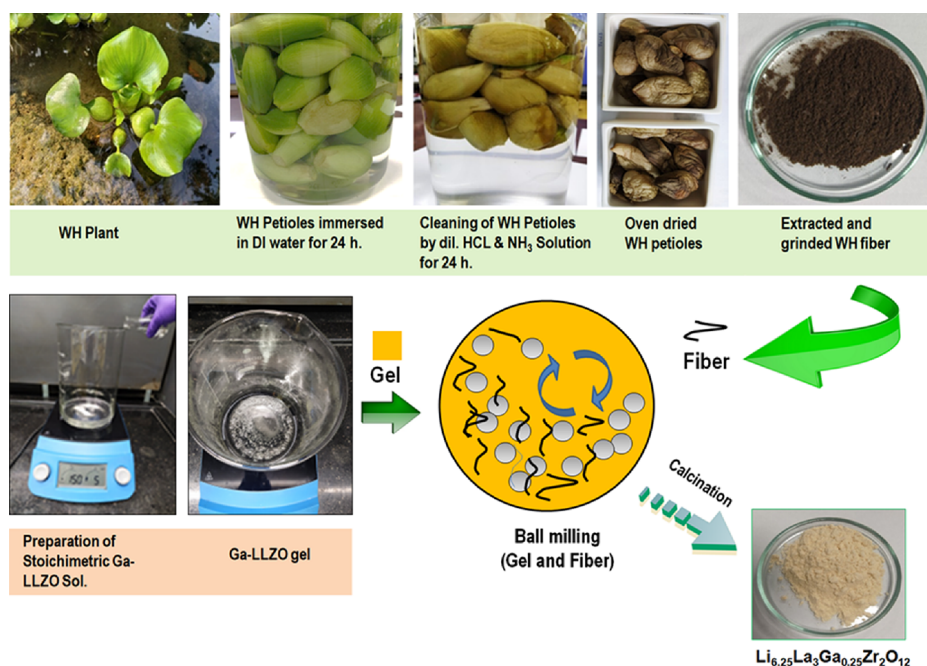 WH Plant
WH Petioles immersed
in DI water for 24 h.
Cleaning of WH Petioles
by dil. HCL & NH₃ Solution
for 24 h.
Oven dried
WH petioles
Extracted and
grinded WH fiber
Gel
Fiber
Preparation of
Stoichimetric Ga-
LLZO Sol.
Ga-LLZO gel
Ball milling
(Gel and Fiber)
Calcination
Li₆.₂₅La₃Ga₀.₂₅Zr₂O₁₂